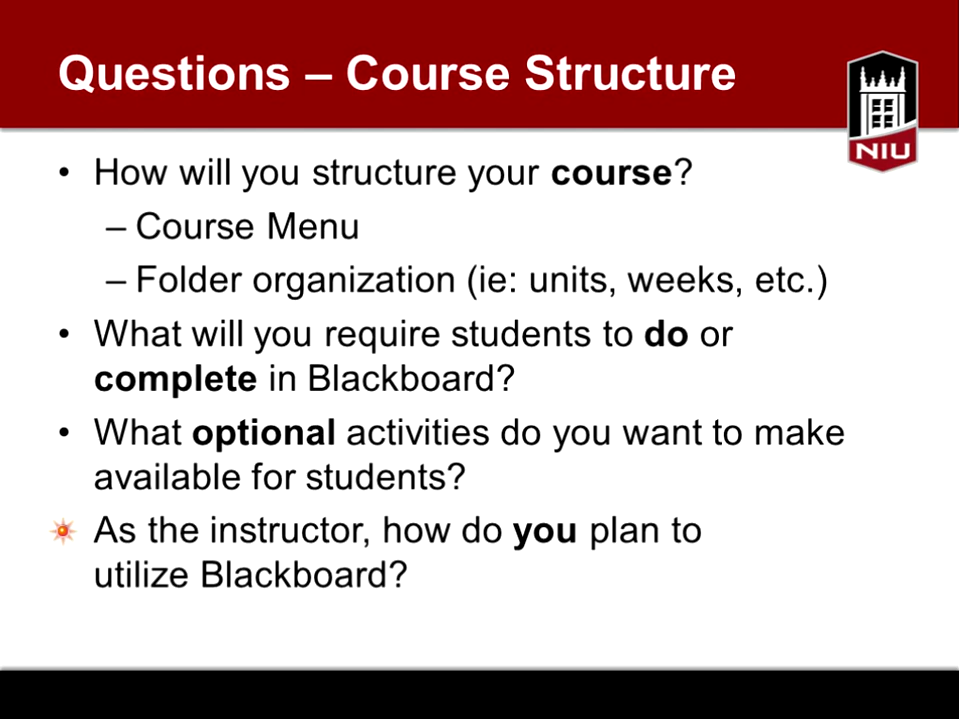 Questions – Course Structure
NIU
• How will you structure your course?
– Course Menu
– Folder organization (ie: units, weeks, etc.)
• What will you require students to do or
complete in Blackboard?
• What optional activities do you want to make
available for students?
As the instructor, how do you plan to
utilize Blackboard?